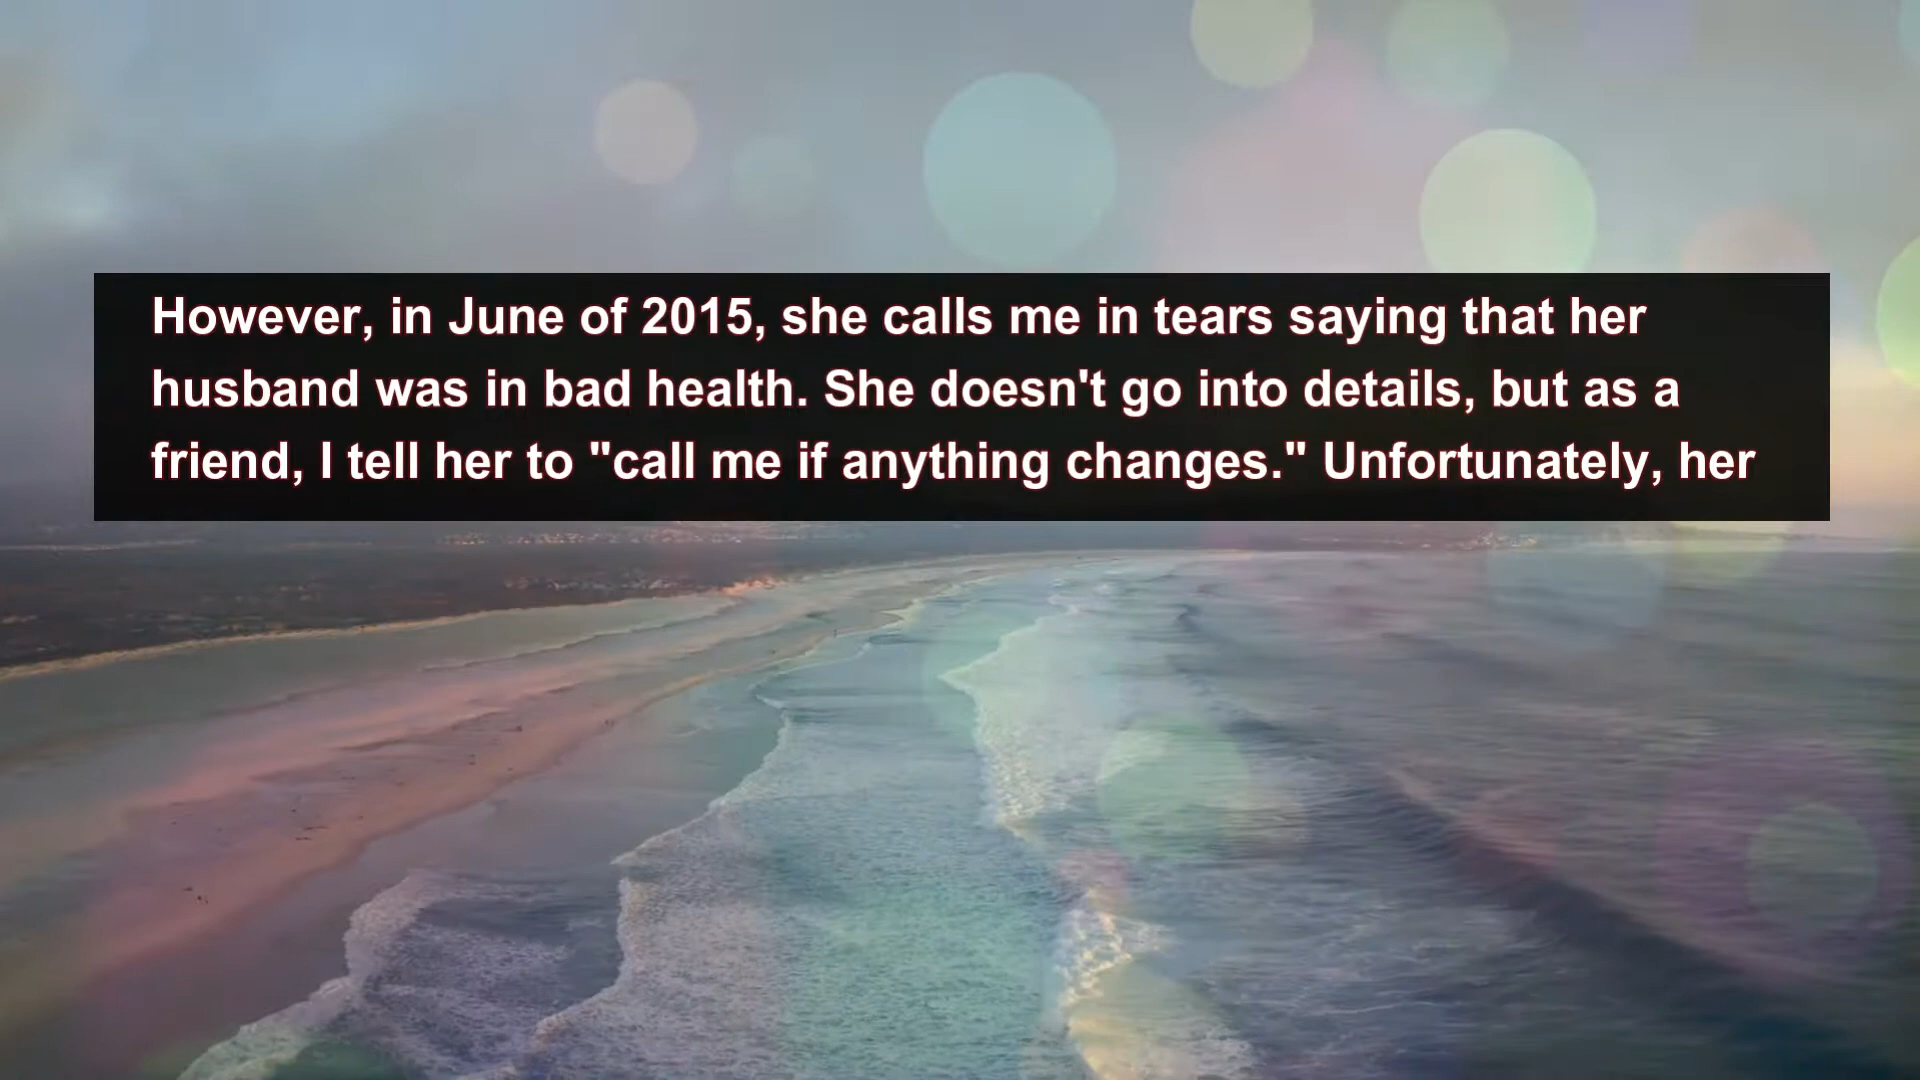 However, in June of 2015, she calls me in tears saying that her
husband was in bad health. She doesn't go into details, but as a
friend, I tell her to "call me if anything changes." Unfortunately, her